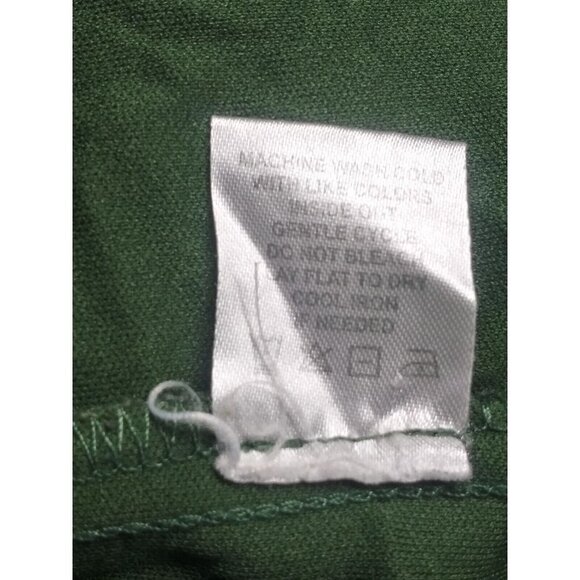 MACHINE WASH COLD
WITH LIKE COLORS
INSIDE OUT
GENTLE CYCLE
DO NOT BLEACH
LAY FLAT TO DRY
COOL IRON
IF NEEDED